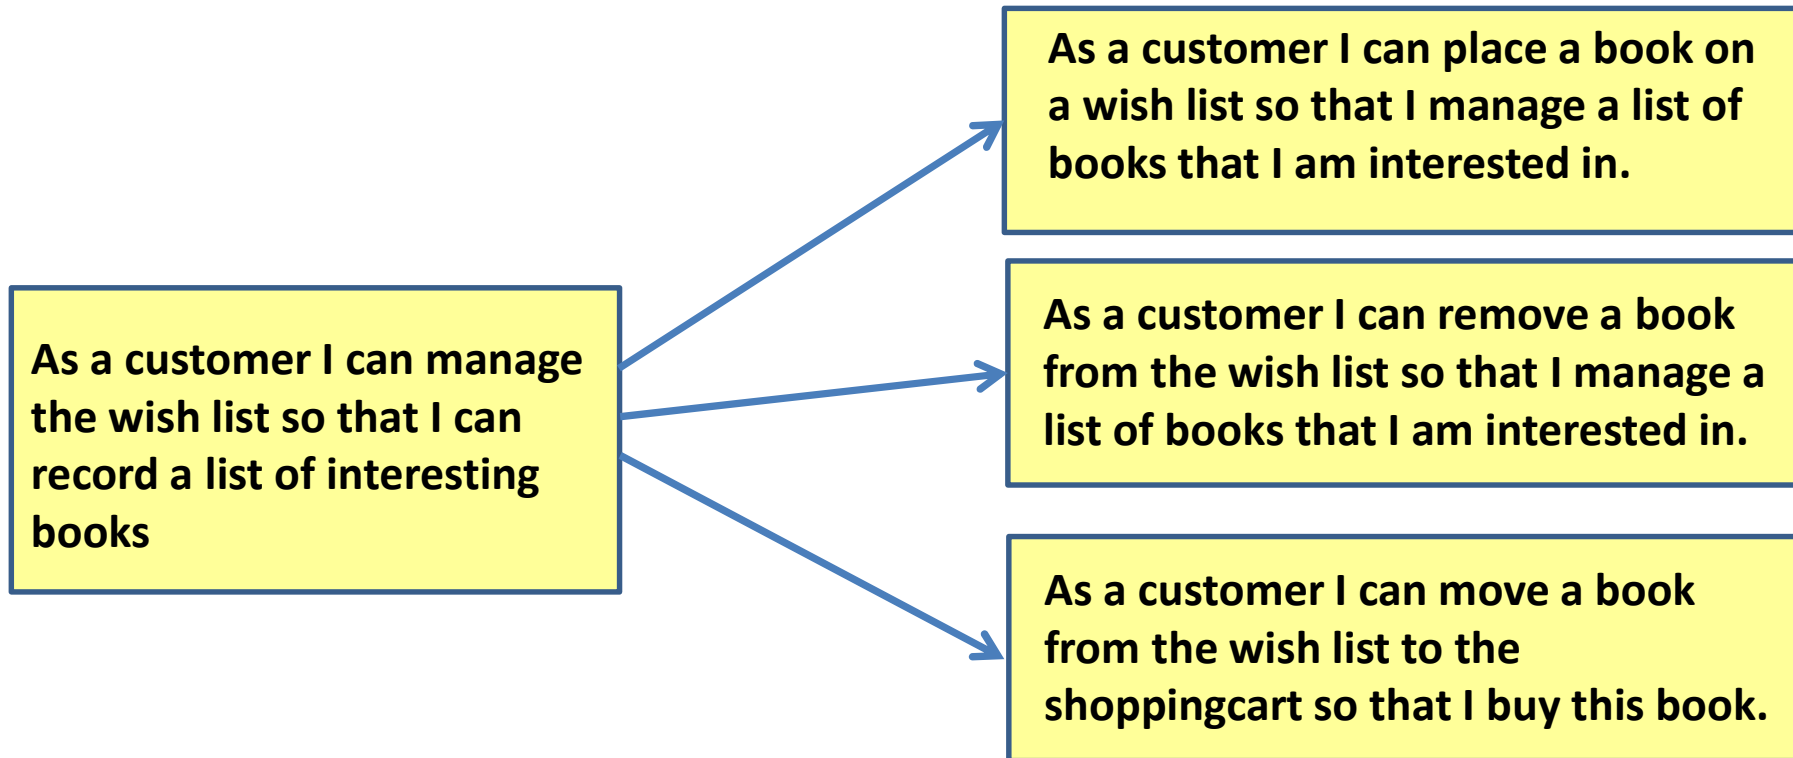 As a customer I can manage
the wish list so that I can
record a list of interesting
books
As a customer I can place a book on
a wish list so that I manage a list of
books that I am interested in.
As a customer I can remove a book
from the wish list so that I manage a
list of books that I am interested in.
As a customer I can move a book
from the wish list to the
shoppingcart so that I buy this book.